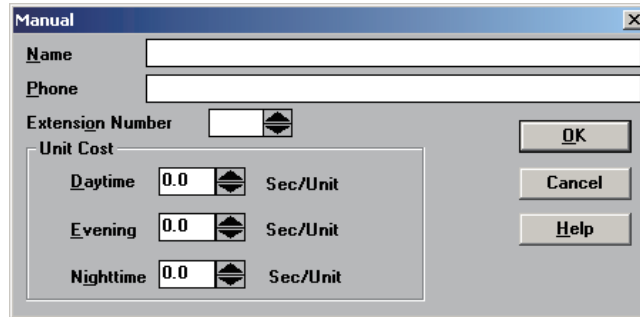 Manual
Name
Phone
Extension Number
Unit Cost
Daytime 0.0 Sec/Unit
Evening 0.0 Sec/Unit
Nighttime 0.0 Sec/Unit
OK
Cancel
Help